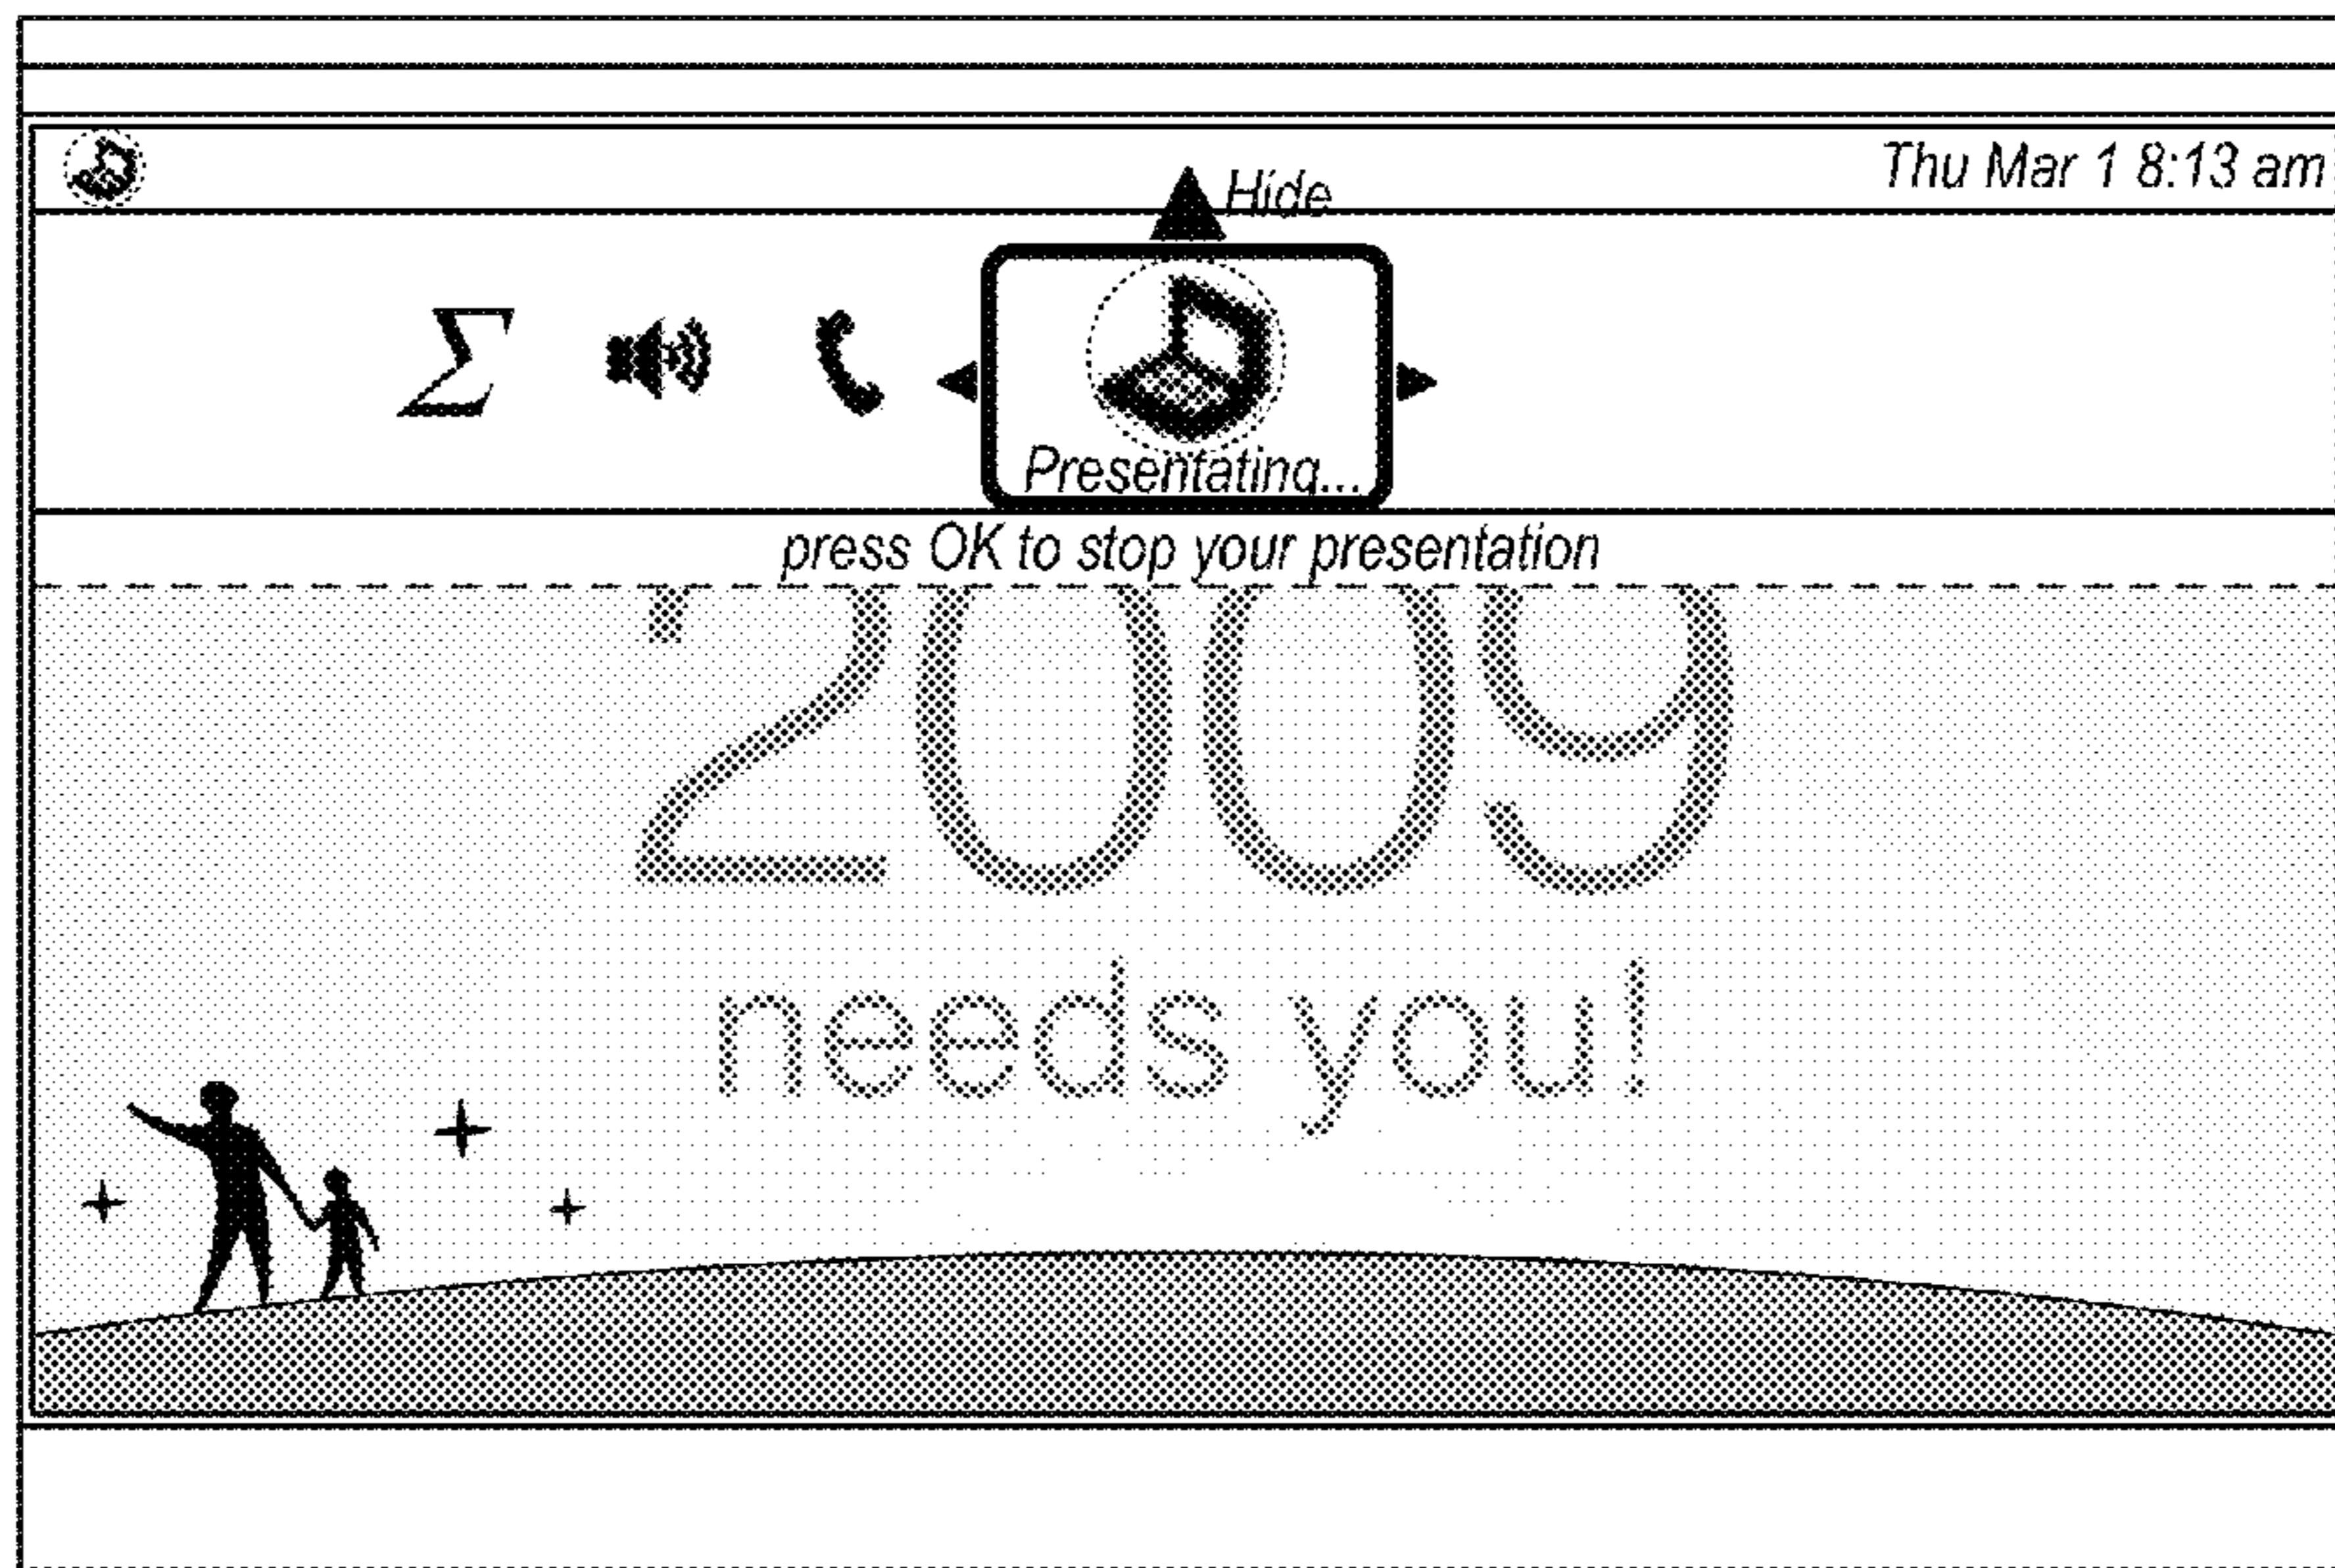 Thu Mar 1 8:13 am
Hide
Σ
Presentating...
press OK to stop your presentation
2009
needs you!